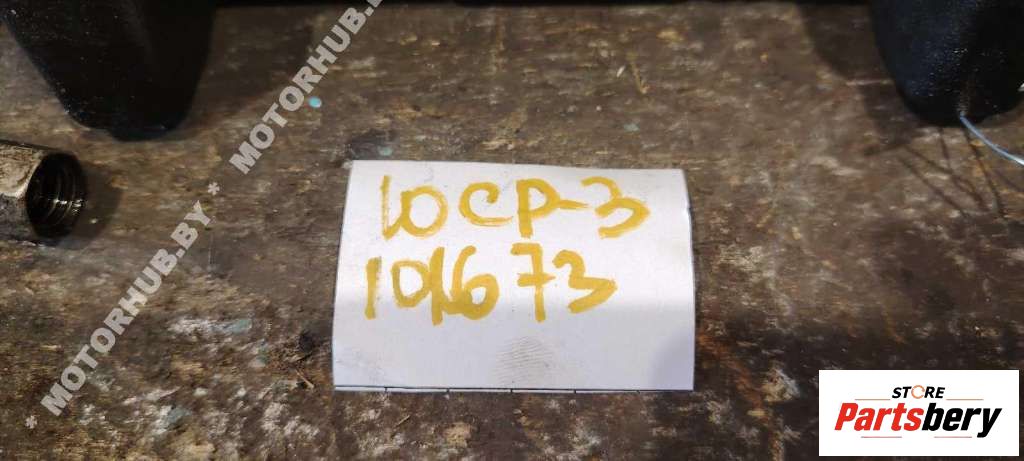 10CP-3
101673
* MOTORHUB.BY * MOTORHUB.BY
STORE
Partsbery